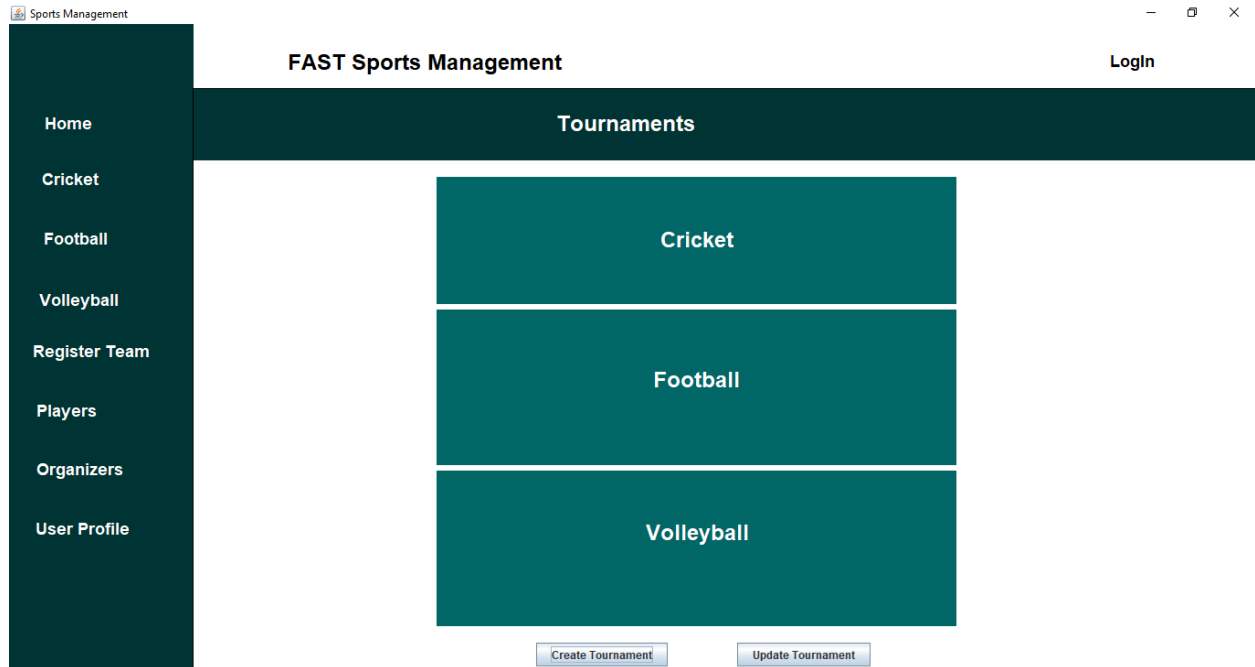 Sports Management
FAST Sports Management
LogIn
Home
Cricket
Football
Volleyball
Register Team
Players
Organizers
User Profile
Tournaments
Cricket
Football
Volleyball
Create Tournament
Update Tournament